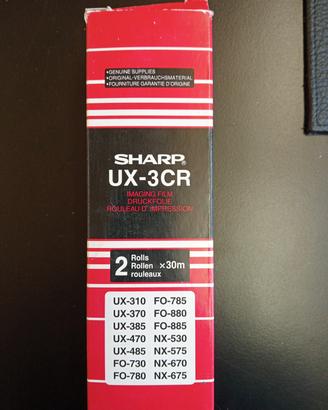 •GENUINE SUPPLIES
•ORIGINAL-VERBRAUCHSMATERIAL
•FOURNITURE GARANTIE D'ORIGINE
SHARP®
UX-3CR
IMAGING FILM
DRUCKFOLIE
ROULEAU D'IMPRESSION
2 Rolls Rollen rouleaux ×30m
UX-310 FO-785
UX-370 FO-880
UX-385 FO-885
UX-470 NX-530
UX-485 NX-575
FO-730 NX-670
FO-780 NX-675